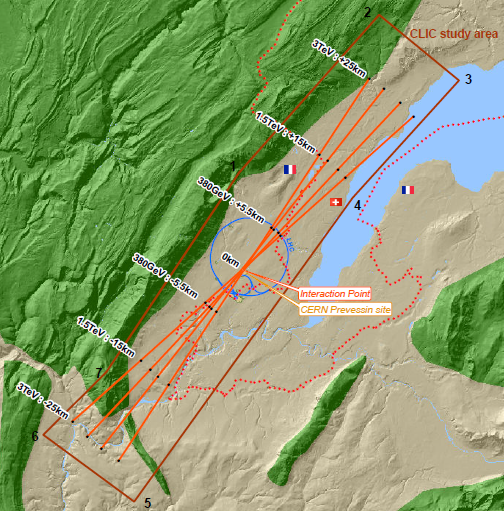 2
CLIC study area
3TeV : +25km
3
1.5TeV : +15km
1
380GeV : +5.5km
4
LHC
0km
380GeV : -5.5km
Interaction Point
CERN Prevessin site
1.5TeV : -15km
7
3TeV : -25km
6
5